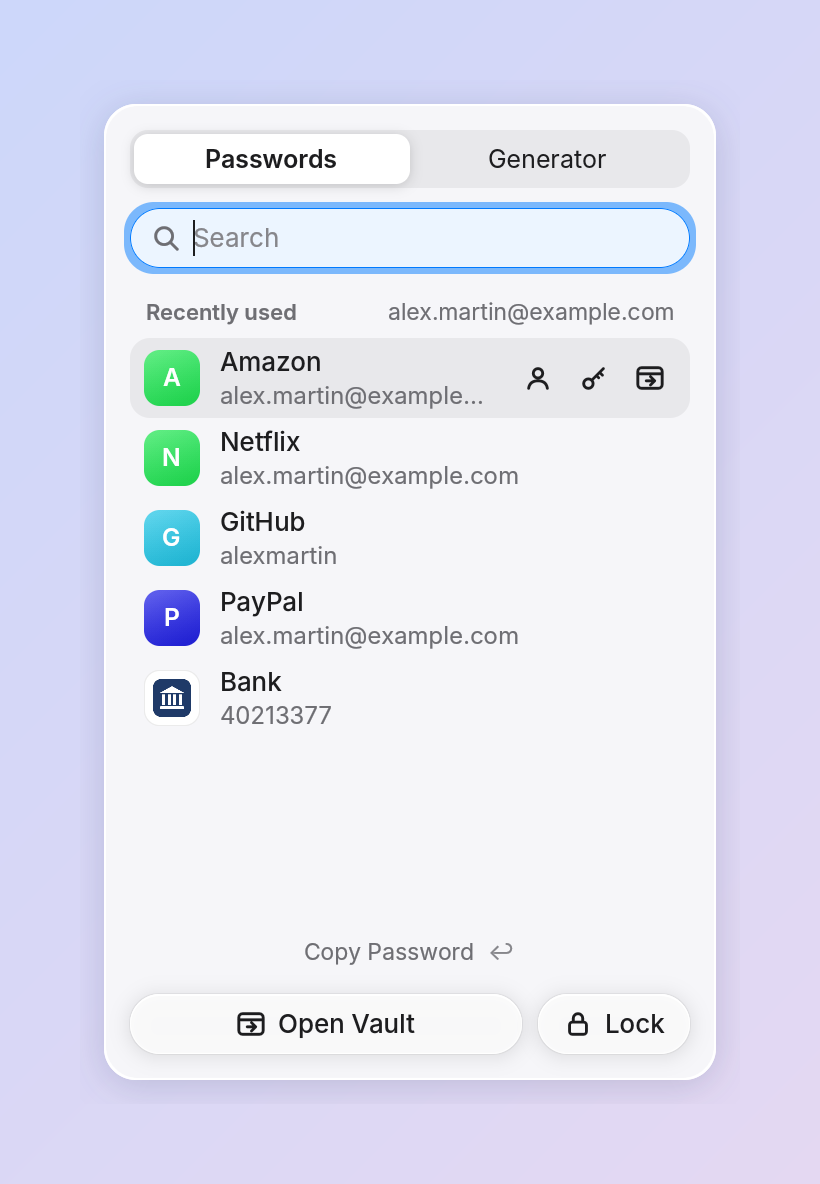 Passwords
Generator
Search
Recently used
alex.martin@example.com
A
Amazon
alex.martin@example...
N
Netflix
alex.martin@example.com
G
GitHub
alexmartin
P
PayPal
alex.martin@example.com
Bank
40213377
Copy Password
Open Vault
Lock